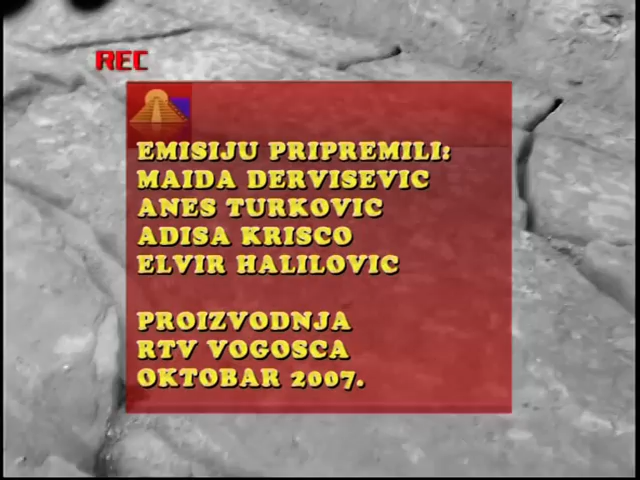 REC
EMISIJU PRIPREMILI:
MAIDA DERVISEVIC
ANES TURKOVIC
ADISA KRISCO
ELVIR HALILOVIC
PROIZVODNJA
RTV VOGOSCA
OKTOBAR 2007.